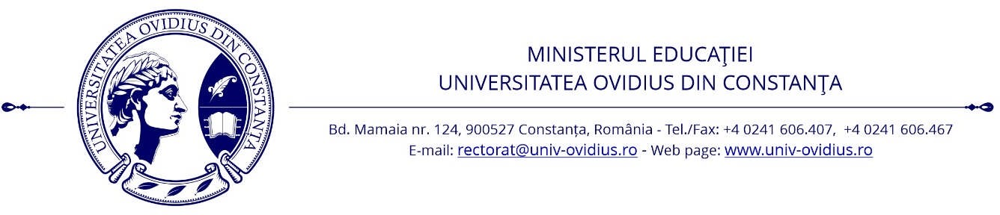 UNIVERSITATEA OVIDIUS DIN CONSTANȚA
MINISTERUL EDUCAŢIEI
UNIVERSITATEA OVIDIUS DIN CONSTANŢA
Bd. Mamaia nr. 124, 900527 Constanța, România - Tel./Fax: +4 0241 606.407, +4 0241 606.467
E-mail: rectorat@univ-ovidius.ro - Web page: www.univ-ovidius.ro